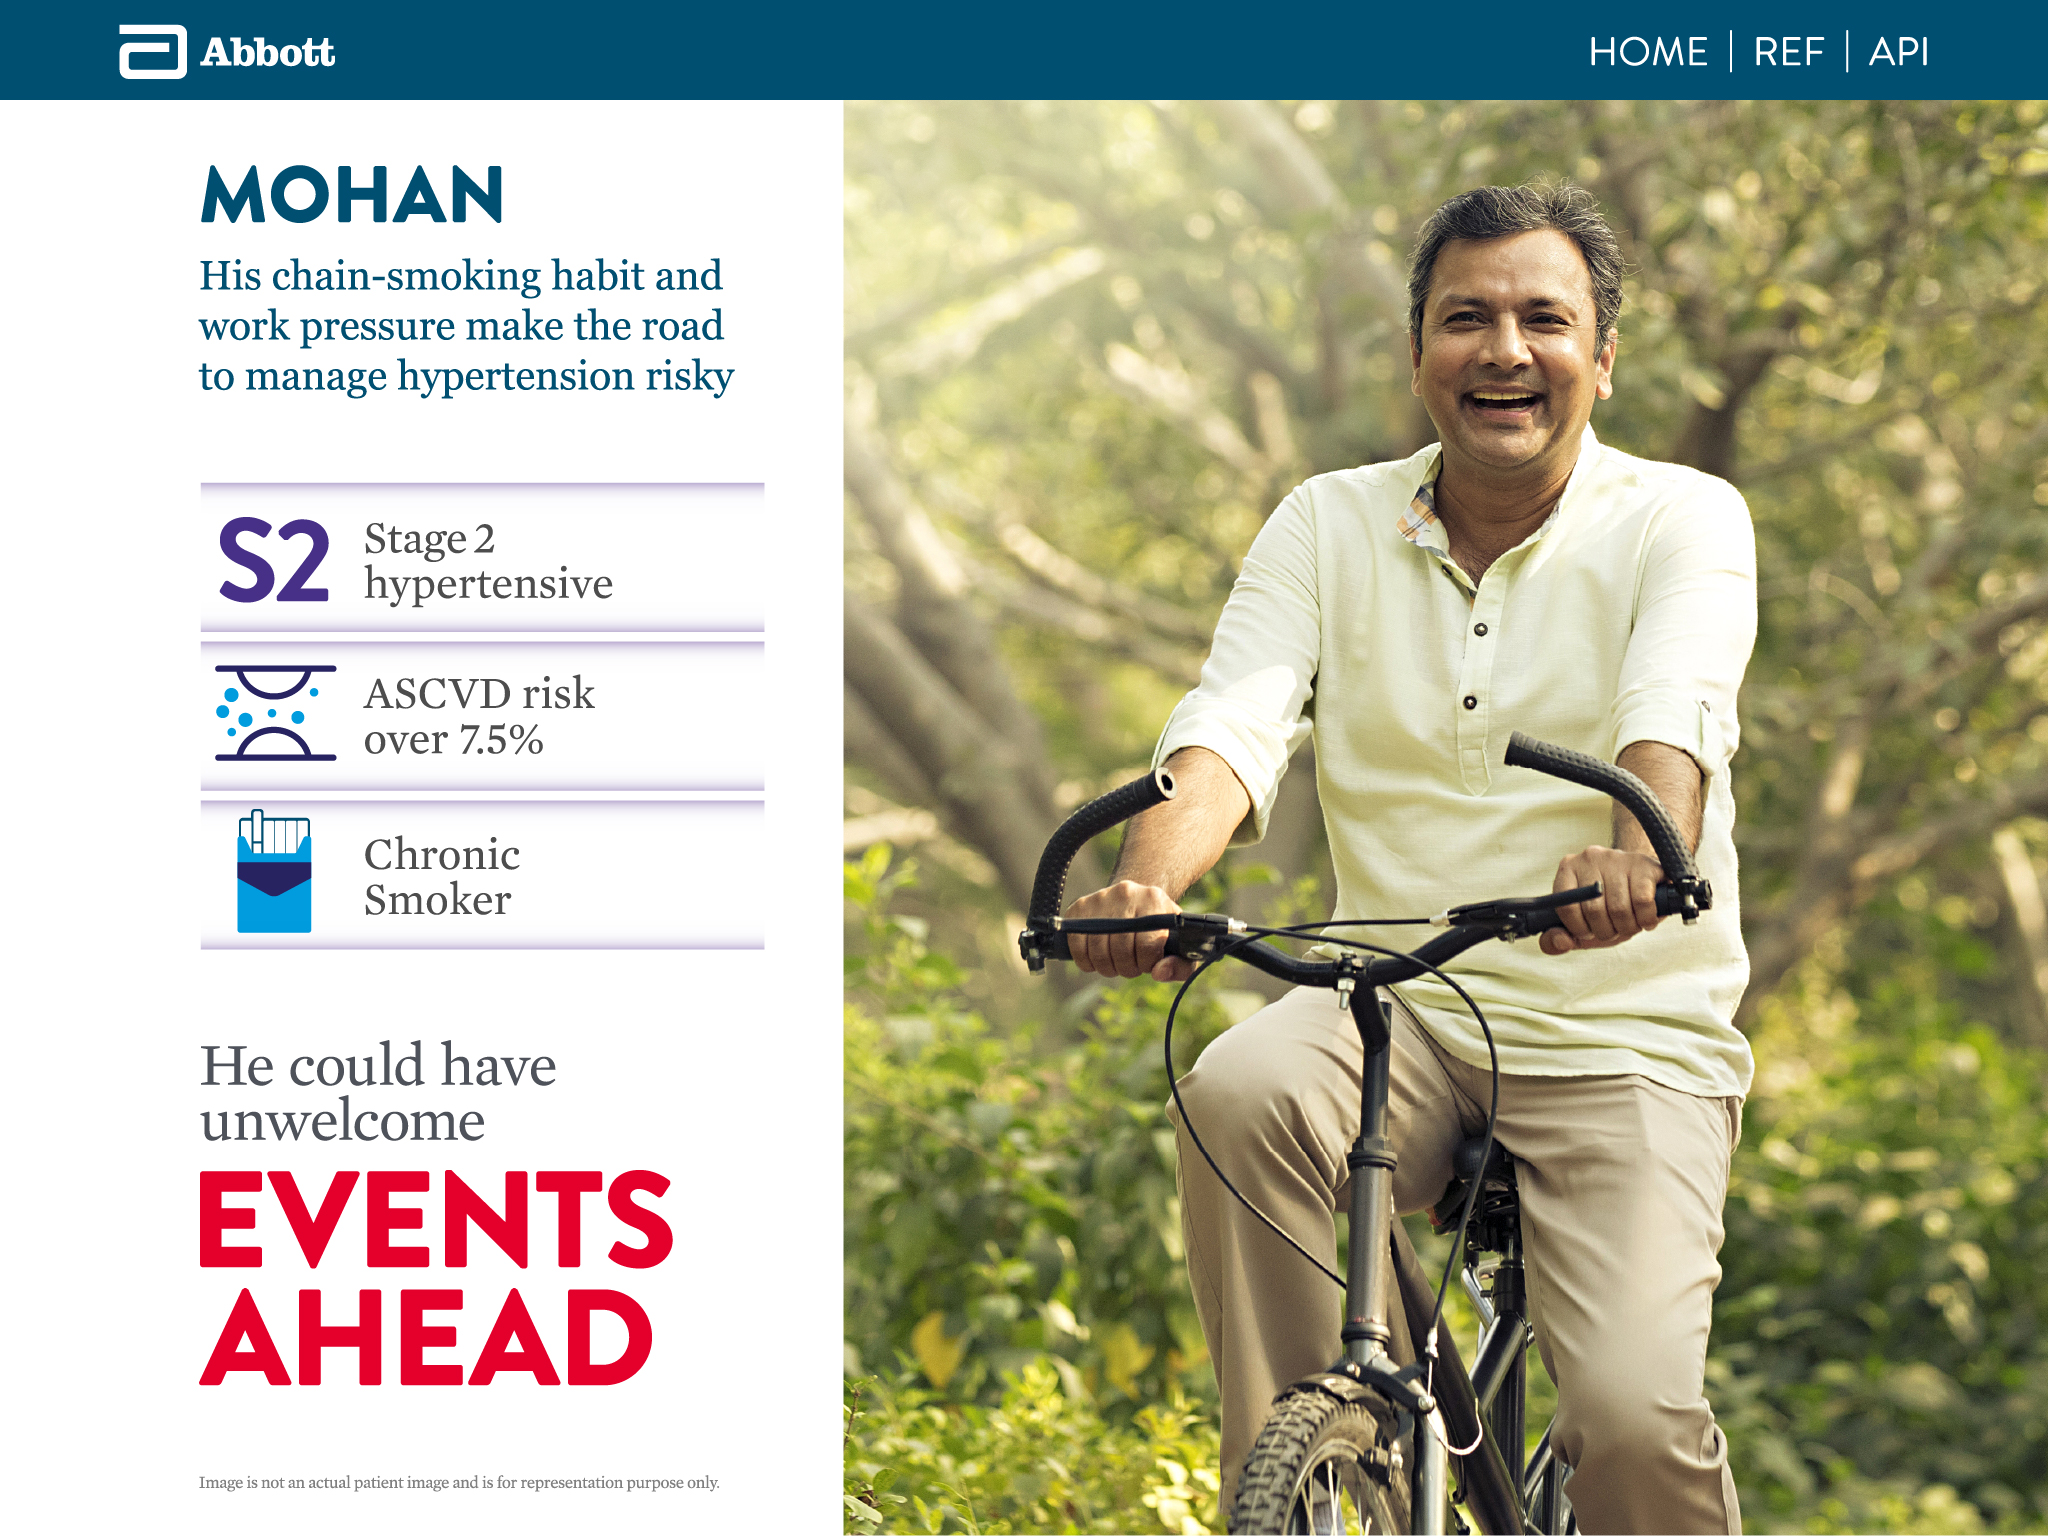 Abbott
HOME | REF | API
MOHAN
His chain-smoking habit and
work pressure make the road
to manage hypertension risky
S2
Stage 2
hypertensive
ASCVD risk
over 7.5%
Chronic
Smoker
He could have
unwelcome
EVENTS
AHEAD
Image is not an actual patient image and is for representation purpose only.